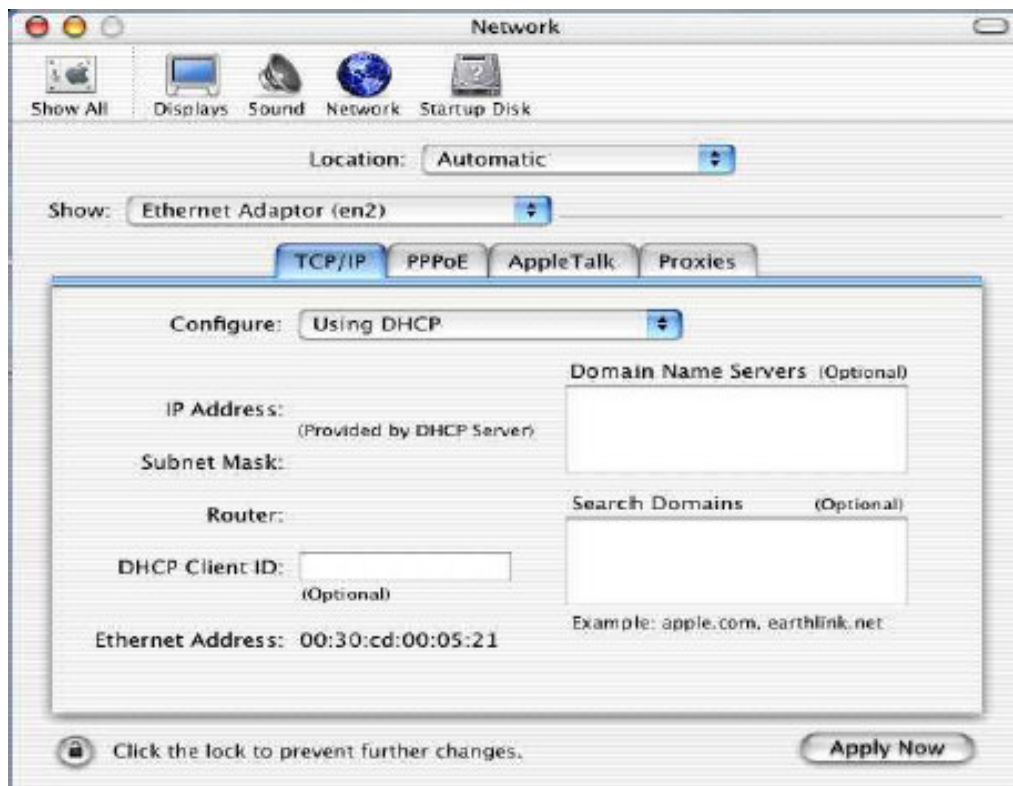 Network
Show All Displays Sound Network Startup Disk
Location: Automatic
Show: Ethernet Adaptor (en2)
TCP/IP PPPoE AppleTalk Proxies
Configure: Using DHCP
Domain Name Servers (Optional)
IP Address:
(Provided by DHCP Server)
Subnet Mask:
Search Domains (Optional)
Router:
DHCP Client ID:
(Optional)
Example: apple.com, earthlink.net
Ethernet Address: 00:30:cd:00:05:21
Click the lock to prevent further changes.
Apply Now